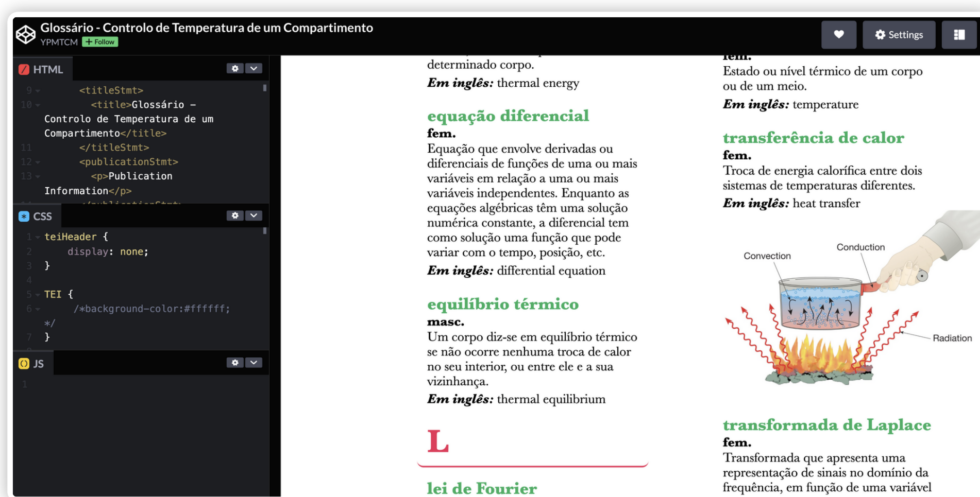 Glossário - Controlo de Temperatura de um Compartimento
YPMTCM + Follow
Settings
HTML
9 <titleStmt>
10 <title>Glossário -
Controlo de Temperatura de um
Compartimento</title>
11 </titleStmt>
12 <publicationStmt>
13 <p>Publication
Information</p>
CSS
1 teiHeader {
2 display: none;
3 }
4
5 TEI {
6 /*background-color:#ffffff;
*/
7 }
JS
1
determinado corpo.
Em inglês: thermal energy
equação diferencial
fem.
Equação que envolve derivadas ou
diferenciais de funções de uma ou mais
variáveis em relação a uma ou mais
variáveis independentes. Enquanto as
equações algébricas têm uma solução
numérica constante, a diferencial tem
como solução uma função que pode
variar com o tempo, posição, etc.
Em inglês: differential equation
equilíbrio térmico
masc.
Um corpo diz-se em equilíbrio térmico
se não ocorre nenhuma troca de calor
no seu interior, ou entre ele e a sua
vizinhança.
Em inglês: thermal equilibrium
L
lei de Fourier
fem.
Estado ou nível térmico de um corpo
ou de um meio.
Em inglês: temperature
transferência de calor
fem.
Troca de energia calorífica entre dois
sistemas de temperaturas diferentes.
Em inglês: heat transfer
Convection
Conduction
Radiation
transformada de Laplace
fem.
Transformada que apresenta uma
representação de sinais no domínio da
frequência, em função de uma variável